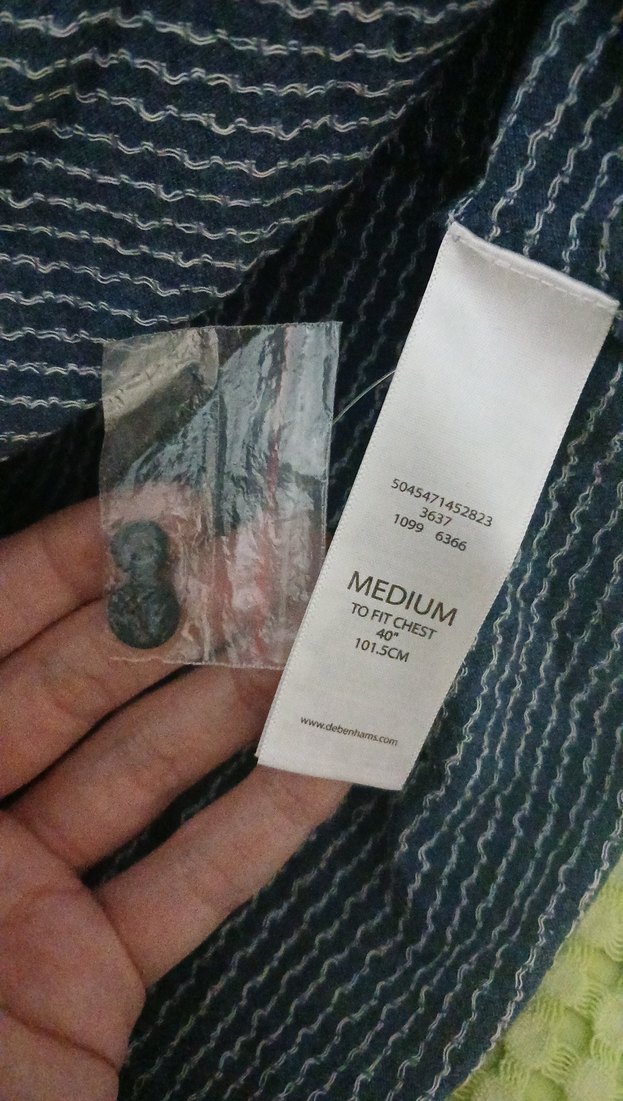 5045471452823
3637
1099 6366
MEDIUM
TO FIT CHEST
40"
101.5CM
www.debenhams.com